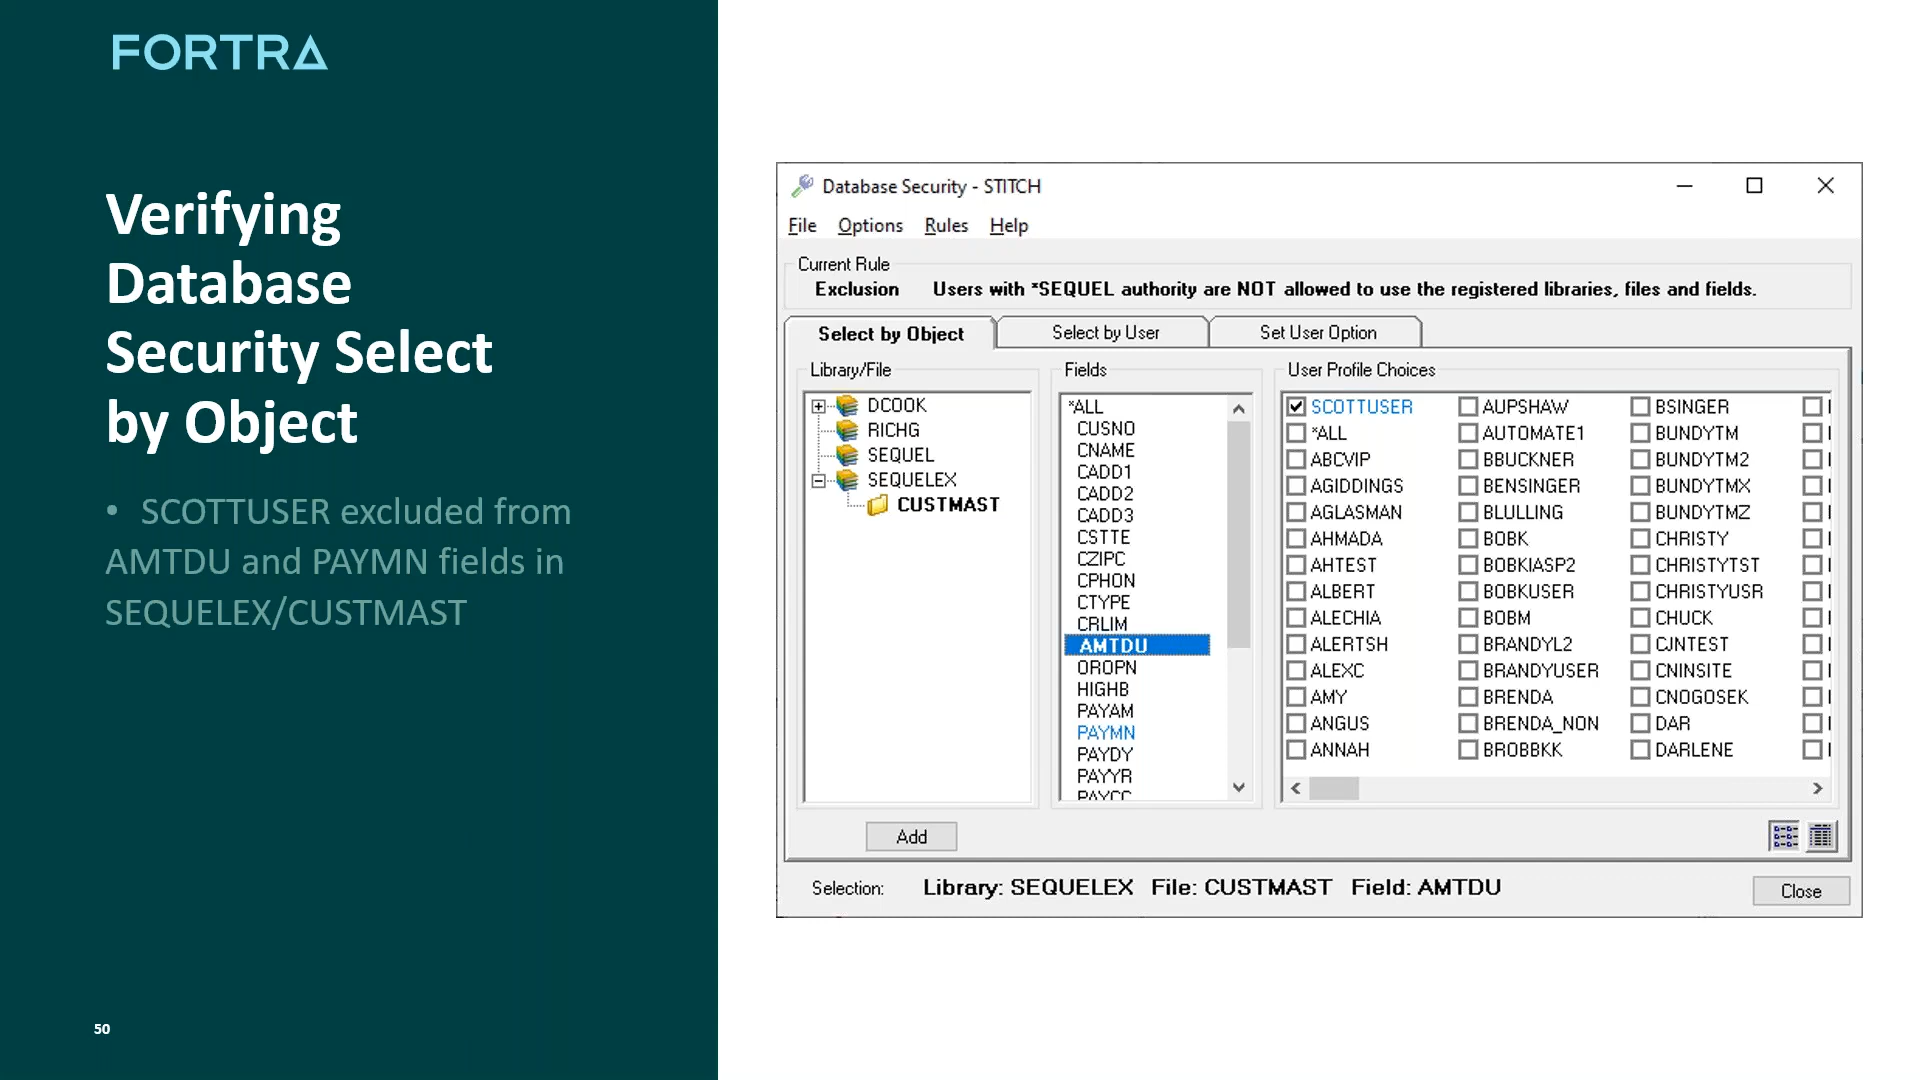 FORTRA
Verifying
Database
Security Select
by Object
• SCOTTUSER excluded from
AMTDU and PAYMN fields in
SEQUELEX/CUSTMAST
50
Database Security - STITCH
File Options Rules Help
Current Rule
Exclusion Users with *SEQUEL authority are NOT allowed to use the registered libraries, files and fields.
Select by Object Select by User Set User Option
Library/File
DCOOK
RICHG
SEQUEL
SEQUELEX
CUSTMAST
Fields
*ALL
CUSNO
CNAME
CADD1
CADD2
CADD3
CSTTE
CZIPC
CPHON
CTYPE
CRLIM
AMTDU
OROPN
HIGHB
PAYAM
PAYMN
PAYDY
PAYYR
PAYCC
User Profile Choices
SCOTTUSER AUPSHAW BSINGER
*ALL AUTOMATE1 BUNDYTM
ABCVIP BBUCKNER BUNDYTM2
AGIDDINGS BENSINGER BUNDYTMX
AGLASMAN BLULLING BUNDYTMZ
AHMADA BOBK CHRISTY
AHTEST BOBKIASP2 CHRISTYTST
ALBERT BOBKUSER CHRISTYUSR
ALECHIA BOBM CHUCK
ALERTSH BRANDYL2 CJNTEST
ALEXC BRANDYUSER CNINSITE
AMY BRENDA CNOGOSEK
ANGUS BRENDA_NON DAR
ANNAH BROBBKK DARLENE
Add
Selection: Library: SEQUELEX File: CUSTMAST Field: AMTDU
Close